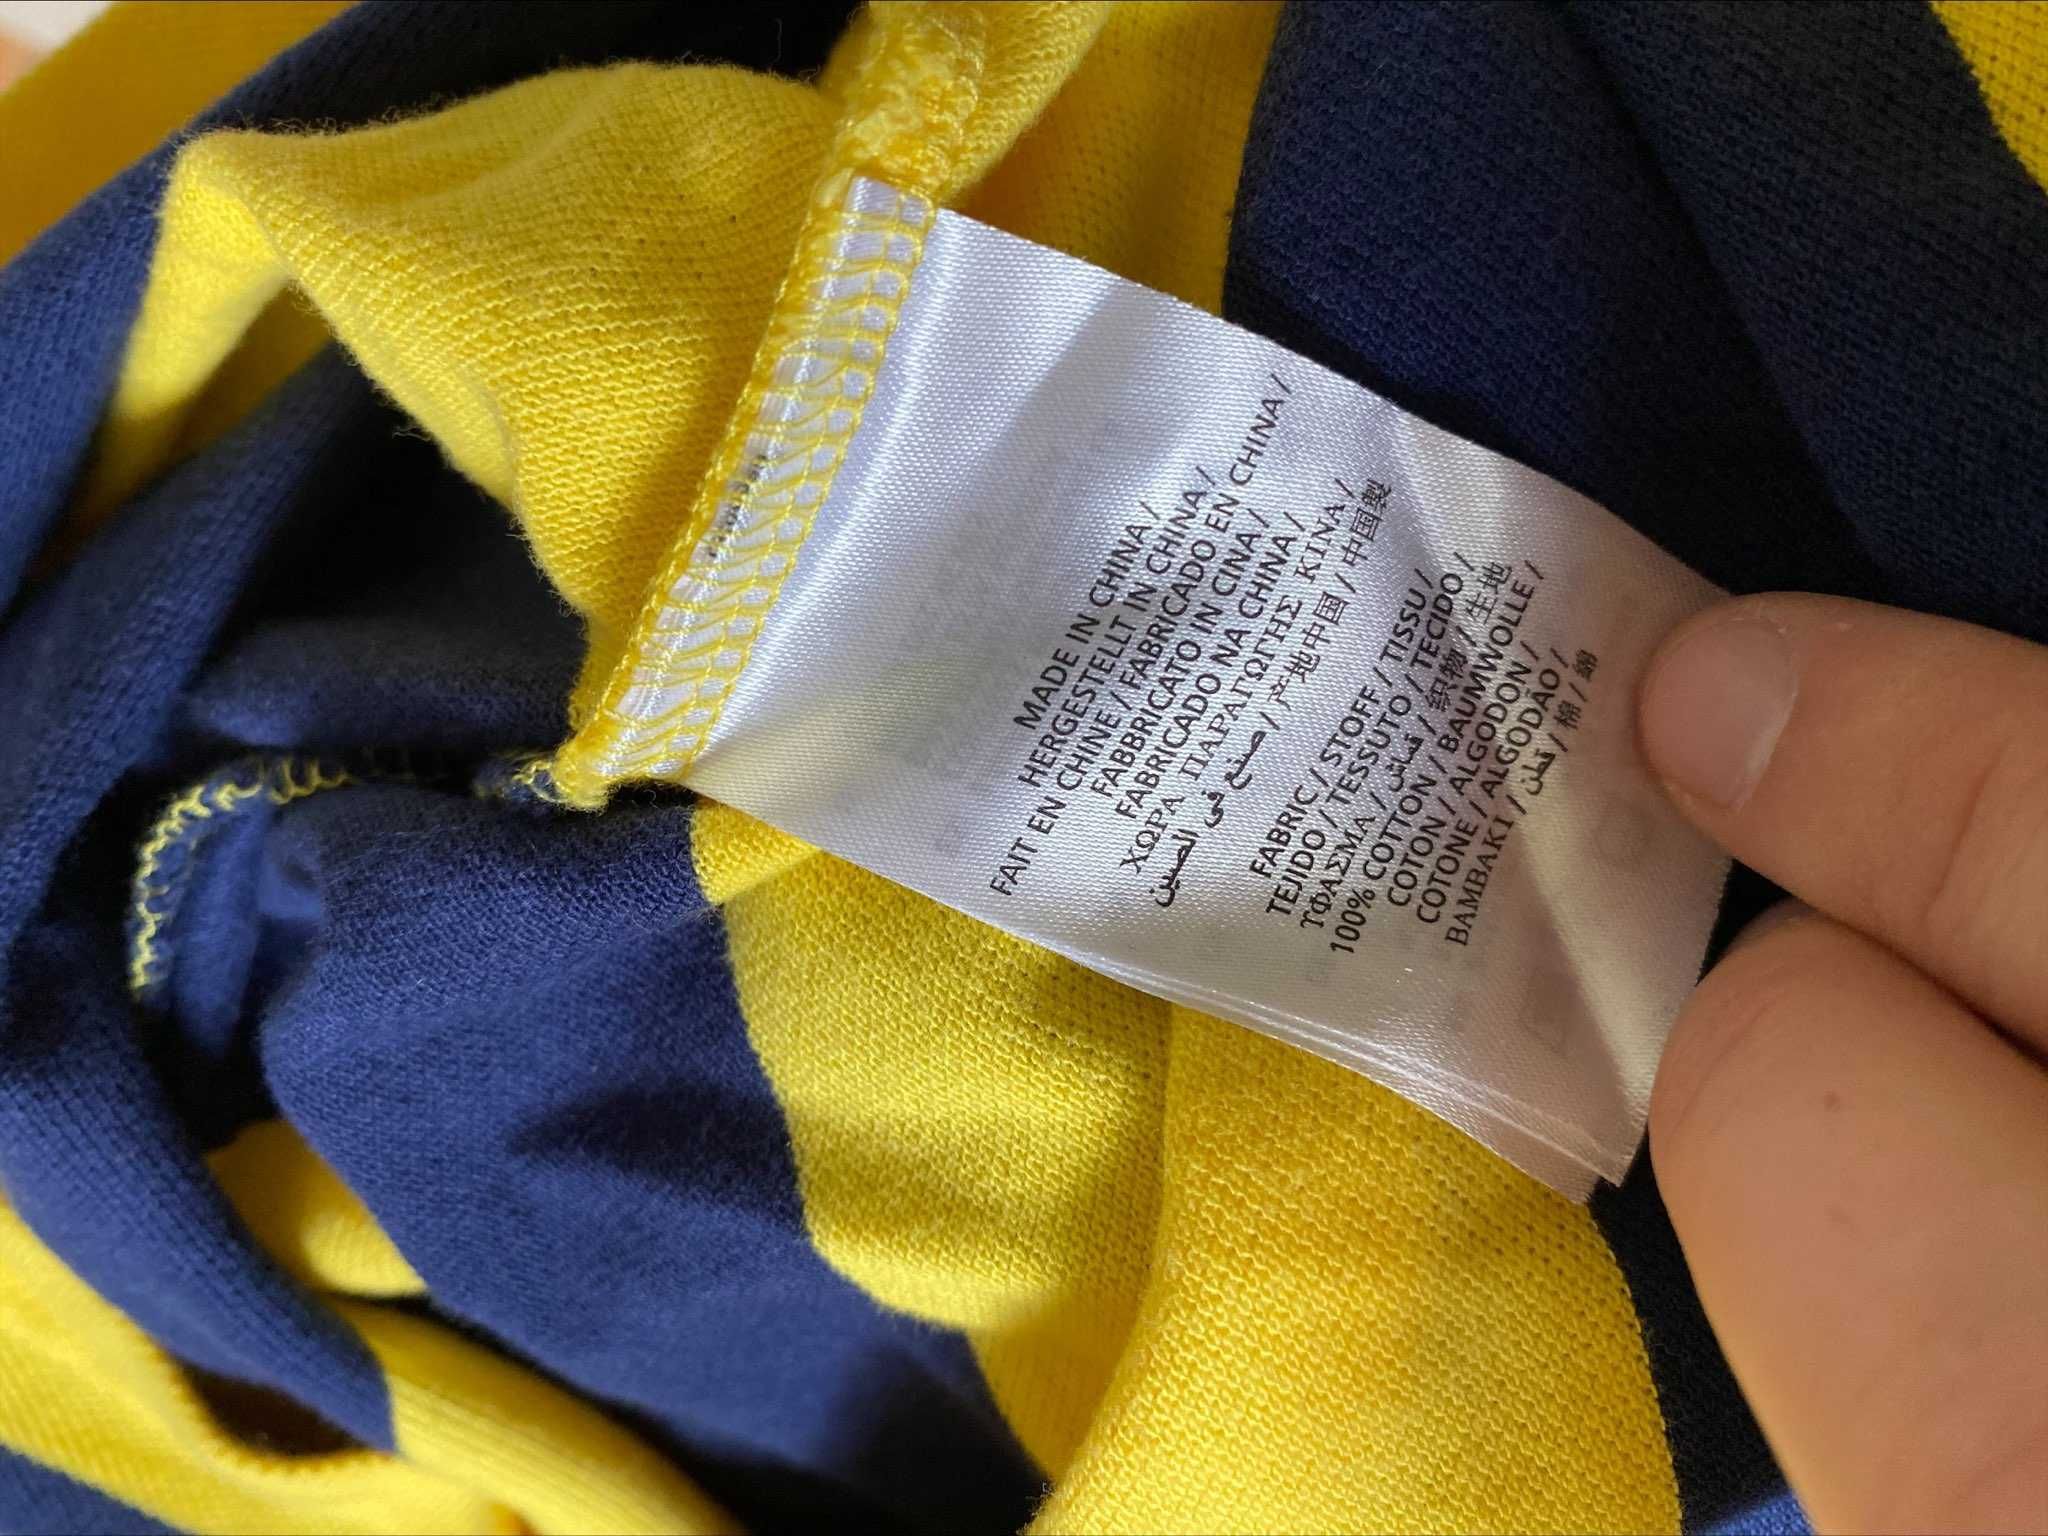 MADE IN CHINA /
HERGESTELLT IN CHINA /
FAIT EN CHINE / FABRICADO EN CHINA /
FABBRICATO IN CINA /
FABRICADO NA CHINA /
ΧΩΡΑ ΠΑΡΑΓΩΓΗΣ ΚΙΝΑ /
صنع في الصين / 产地中国 / 中国製
FABRIC / STOFF / TISSU /
TEJIDO / TESSUTO / TECIDO /
ΥΦΑΣΜΑ / قماش / 织物 / 生地
100% COTTON / BAUMWOLLE /
COTON / ALGODON /
COTONE / ALGODÃO /
BAMBAKI / قطن / 棉 / 綿